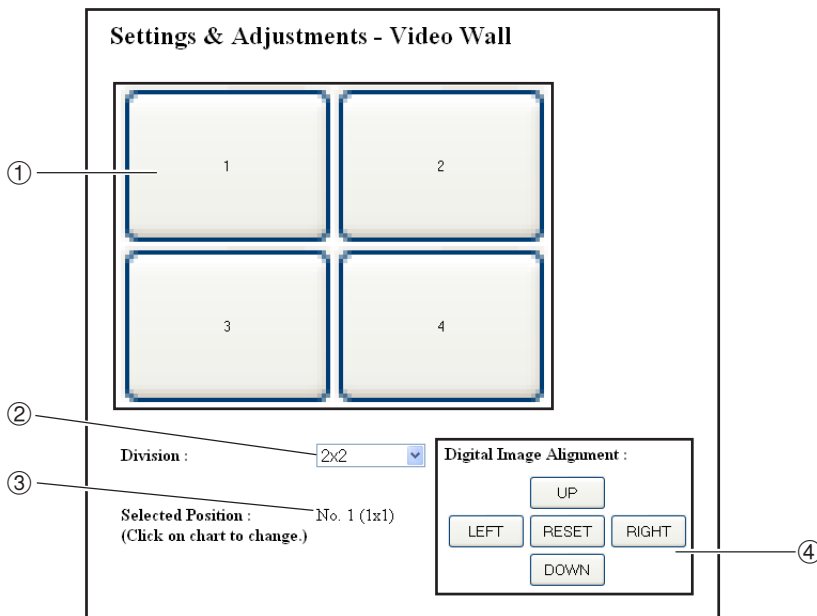 Settings & Adjustments - Video Wall
①
1
2
3
4
②
Division :
2x2
③
Selected Position :
No. 1 (1x1)
(Click on chart to change.)
Digital Image Alignment :
UP
LEFT
RESET
RIGHT
DOWN
④